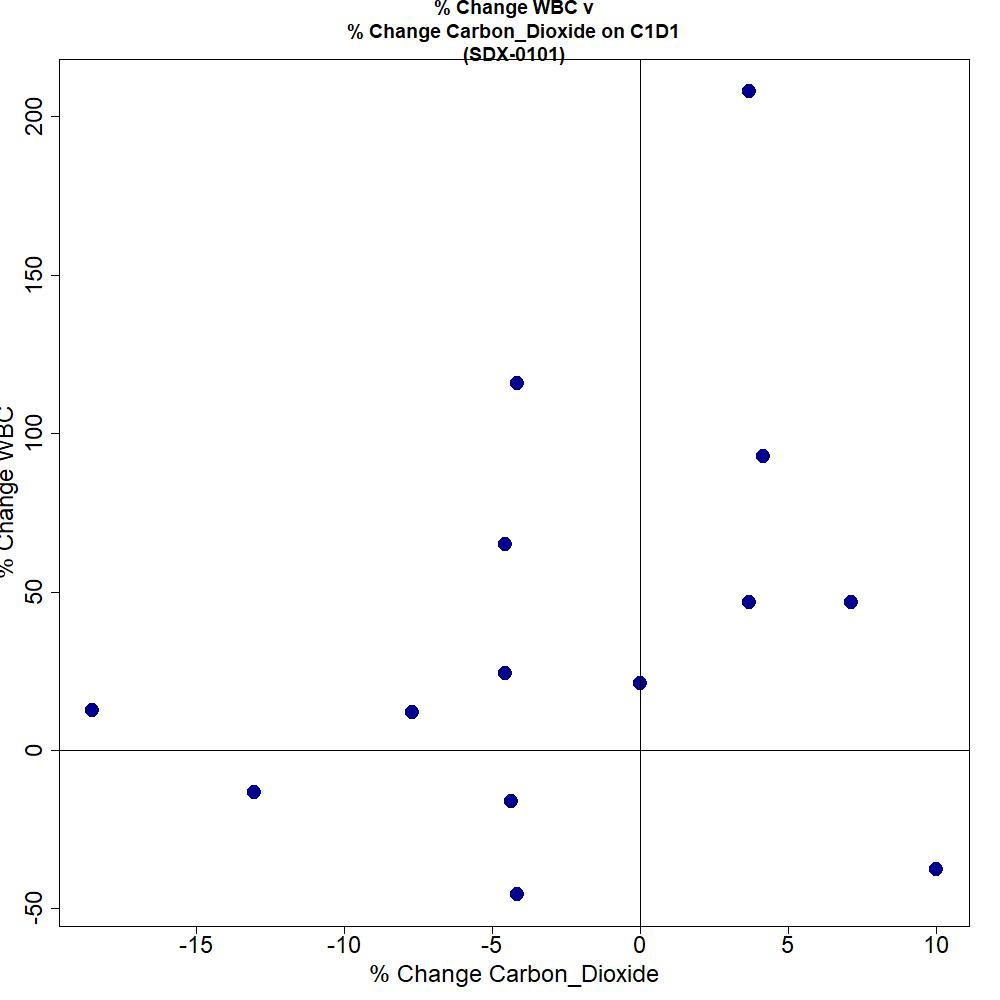 % Change WBC v
% Change Carbon_Dioxide on C1D1
(SDX-0101)
200
150
100
50
0
-50
% Change WBC
-15 -10 -5 0 5 10
% Change Carbon_Dioxide